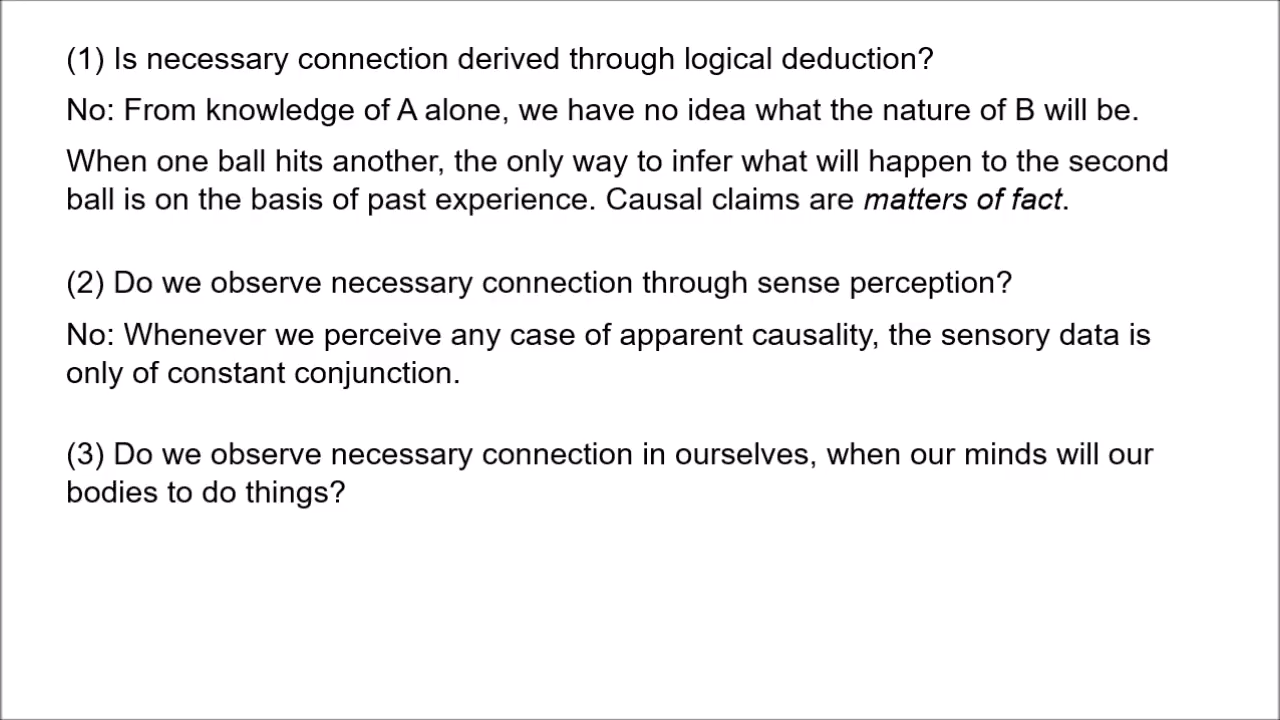 (1) Is necessary connection derived through logical deduction?
No: From knowledge of A alone, we have no idea what the nature of B will be.
When one ball hits another, the only way to infer what will happen to the second
ball is on the basis of past experience. Causal claims are matters of fact.
(2) Do we observe necessary connection through sense perception?
No: Whenever we perceive any case of apparent causality, the sensory data is
only of constant conjunction.
(3) Do we observe necessary connection in ourselves, when our minds will our
bodies to do things?